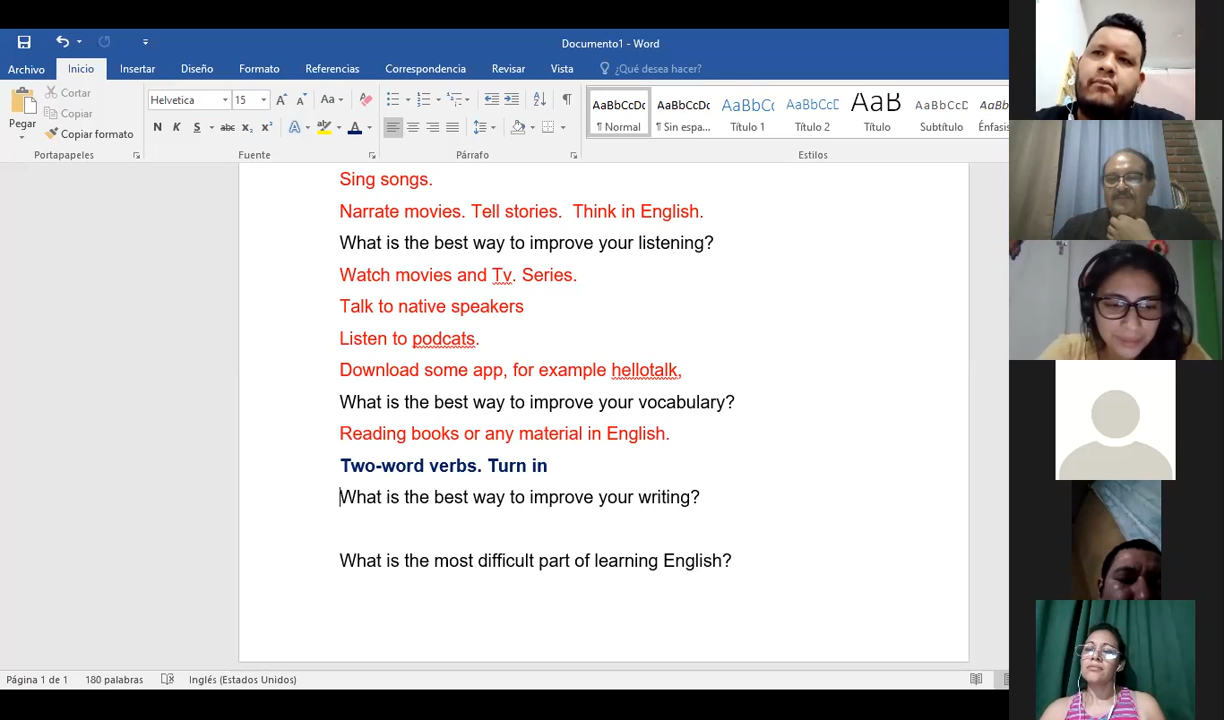 Documento1 - Word
Archivo Inicio Insertar Diseño Formato Referencias Correspondencia Revisar Vista ¿Qué desea hacer?
Pegar
Cortar
Copiar
Copiar formato
Portapapeles
Helvetica 15
Aa
N K S abc x₂ x²
Fuente
Párrafo
AaBbCcDc AaBbCcDc AaBbCc AaBbCcD AaB AaBbCcD AaBb
¶ Normal ¶ Sin espa... Título 1 Título 2 Título Subtítulo Énfasis
Estilos
Sing songs.
Narrate movies. Tell stories. Think in English.
What is the best way to improve your listening?
Watch movies and Tv. Series.
Talk to native speakers
Listen to podcats.
Download some app, for example hellotalk,
What is the best way to improve your vocabulary?
Reading books or any material in English.
Two-word verbs. Turn in
What is the best way to improve your writing?
What is the most difficult part of learning English?
Página 1 de 1 180 palabras Inglés (Estados Unidos)